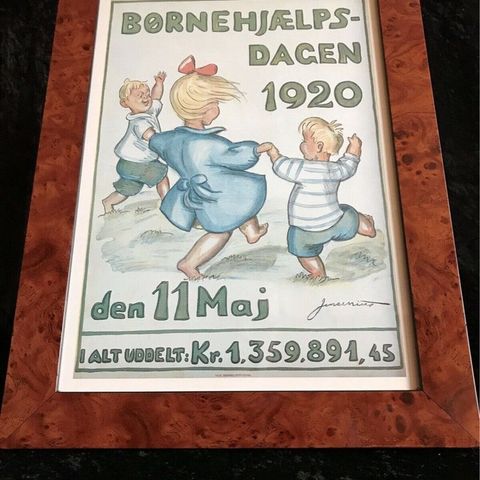 BØRNEHJÆLPS-
DAGEN
1920
den 11 Maj
I ALT UDDELT: Kr. 1,359,891,45